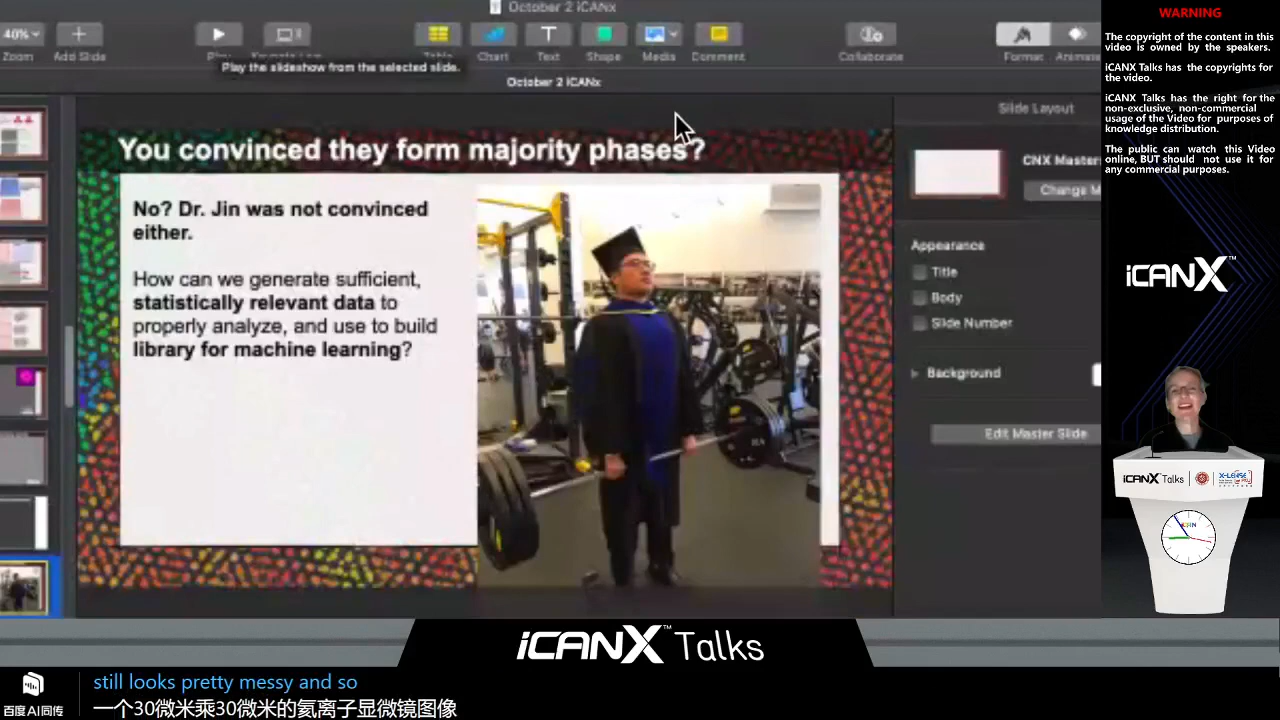 October 2 iCANx
40%
Zoom
Add Slide
Play
Table
Chart
Text
Shape
Media
Comment
Collaborate
Format
Animate
Play the slideshow from the selected slide.
October 2 iCANx
You convinced they form majority phases?
No? Dr. Jin was not convinced
either.
How can we generate sufficient,
statistically relevant data to
properly analyze, and use to build
library for machine learning?
Slide Layout
CNX Master
Change M
Appearance
Title
Body
Slide Number
Background
Edit Master Slide
WARNING
The copyright of the content in this
video is owned by the speakers.
iCANX Talks has the copyrights for
the video.
iCANX Talks has the right for the
non-exclusive, non-commercial
usage of the Video for purposes of
knowledge distribution.
The public can watch this Video
online, BUT should not use it for
any commercial purposes.
iCANX™
iCANX Talks
X-LENSE
iCANX™ Talks
百度AI同传
still looks pretty messy and so
一个30微米乘30微米的氦离子显微镜图像